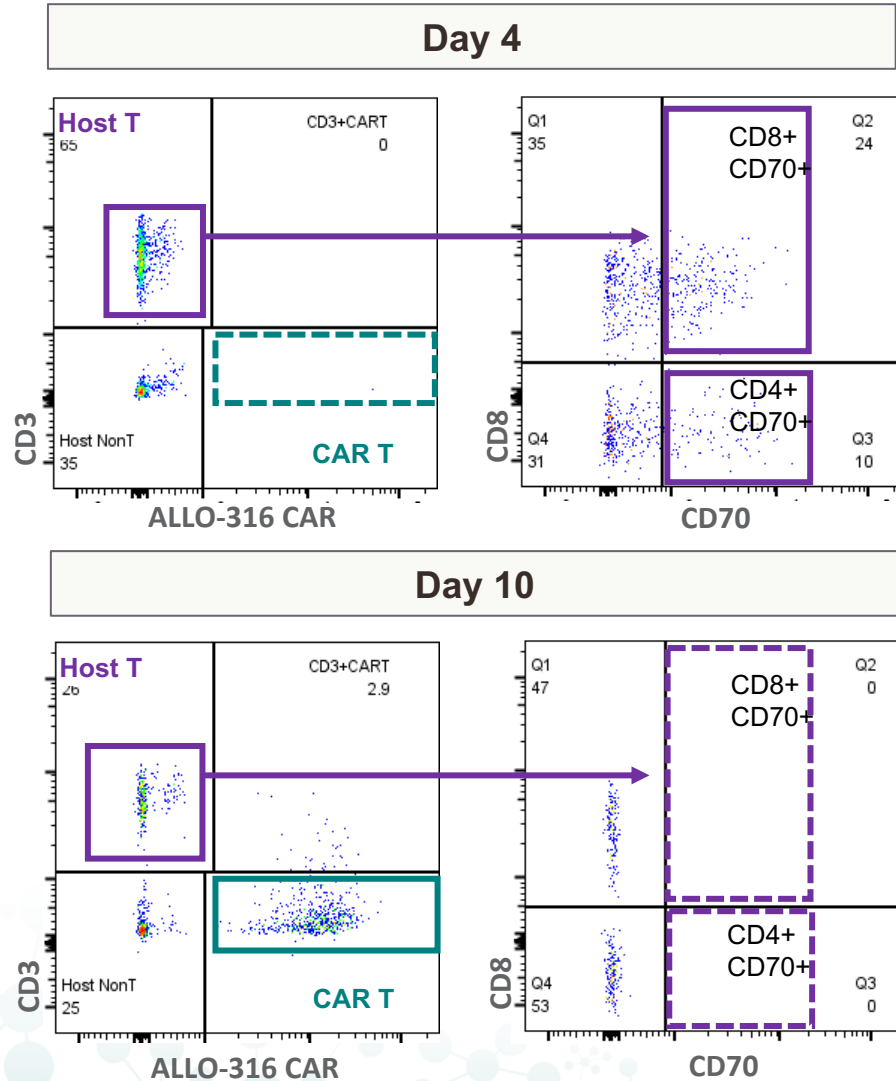 Day 4
Host T
65
CD3+CART
0
Host NonT
35
CAR T
CD3
ALLO-316 CAR
Q1
35
CD8+
CD70+
Q2
24
CD4+
CD70+
Q4
31
Q3
10
CD8
CD70
Day 10
Host T
26
CD3+CART
2.9
Host NonT
25
CAR T
CD3
ALLO-316 CAR
Q1
47
CD8+
CD70+
Q2
0
CD4+
CD70+
Q4
53
Q3
0
CD8
CD70